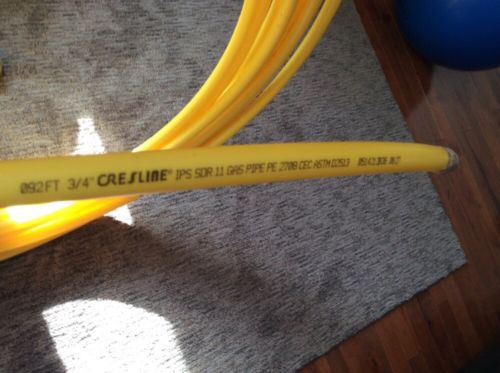 092FT 3/4" CRESLINE® IPS SDR 11 GAS PIPE PE 2708 CEC ASTM D2513